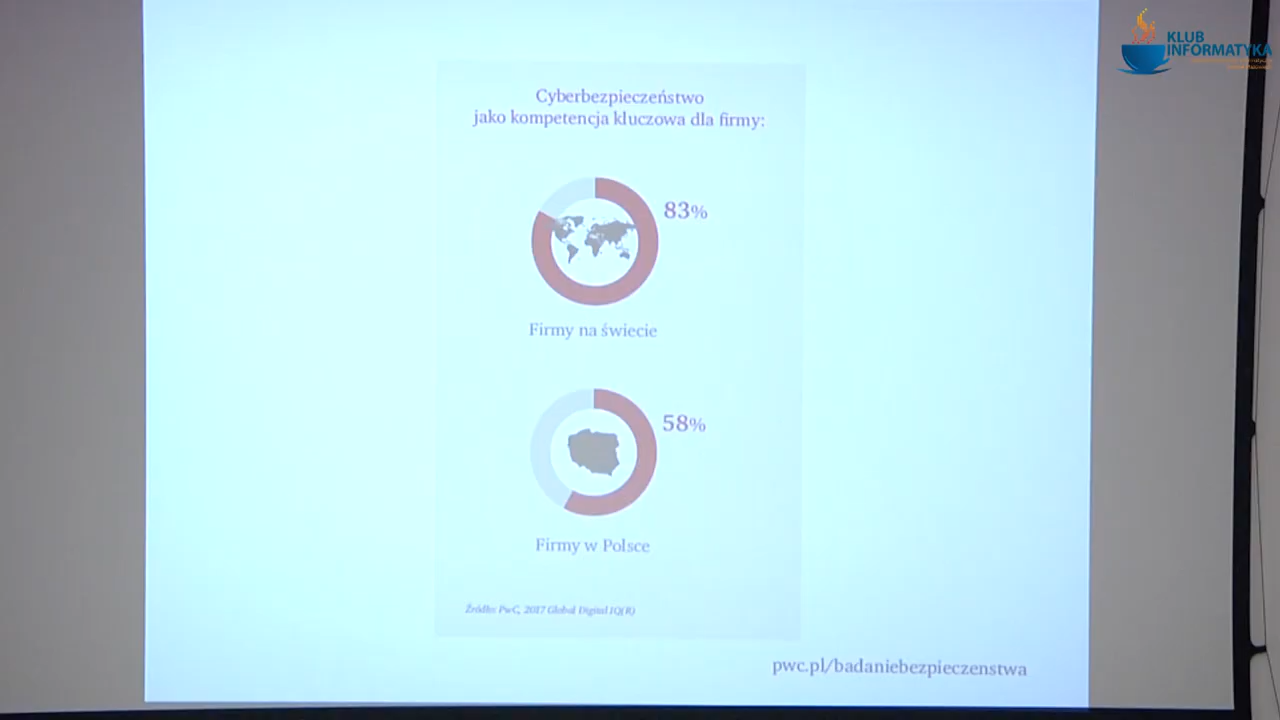 KLUB
INFORMATYKA
Cyberbezpieczeństwo
jako kompetencja kluczowa dla firmy:
83%
Firmy na świecie
58%
Firmy w Polsce
Źródło: PwC, 2017 Global Digital IQ(R)
pwc.pl/badaniebezpieczenstwa